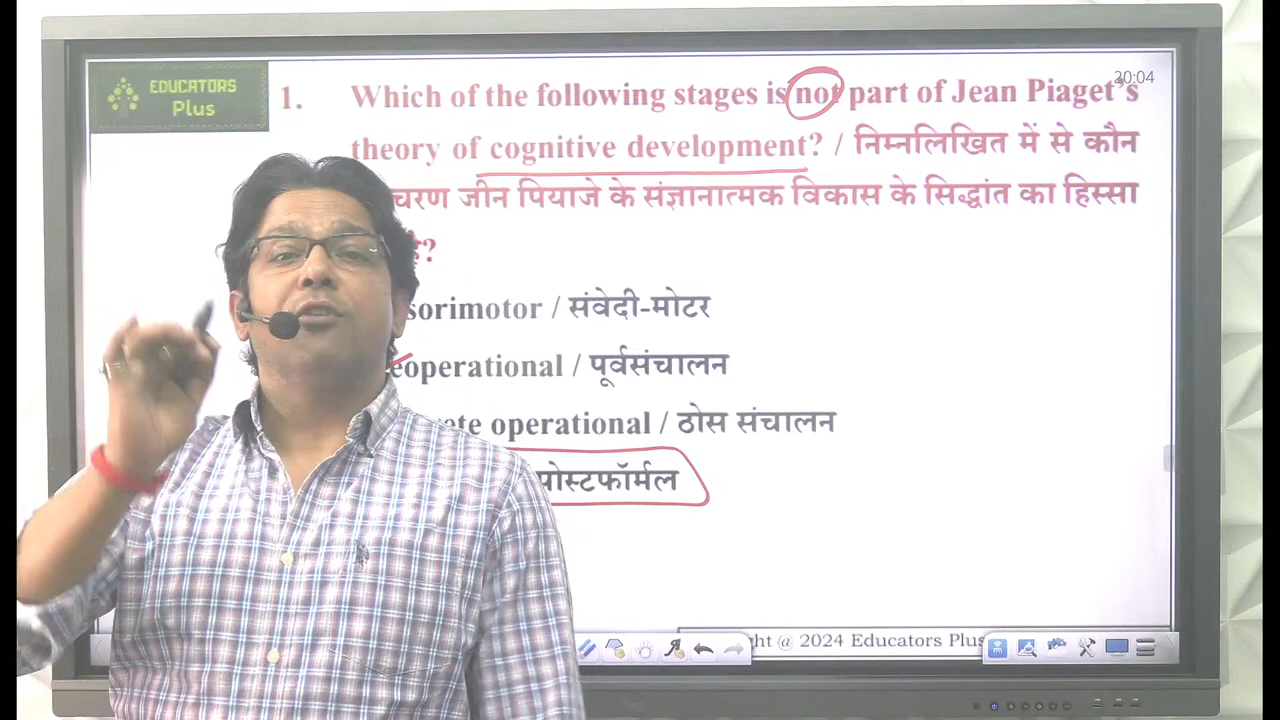 EDUCATORS
Plus
20:04
1. Which of the following stages is not part of Jean Piaget's
theory of cognitive development? / निम्नलिखित में से कौन
चरण जीन पियाजे के संज्ञानात्मक विकास के सिद्धांत का हिस्सा
है?
sorimotor / संवेदी-मोटर
eoperational / पूर्वसंचालन
ete operational / ठोस संचालन
पोस्टफॉर्मल
ht @ 2024 Educators Plus